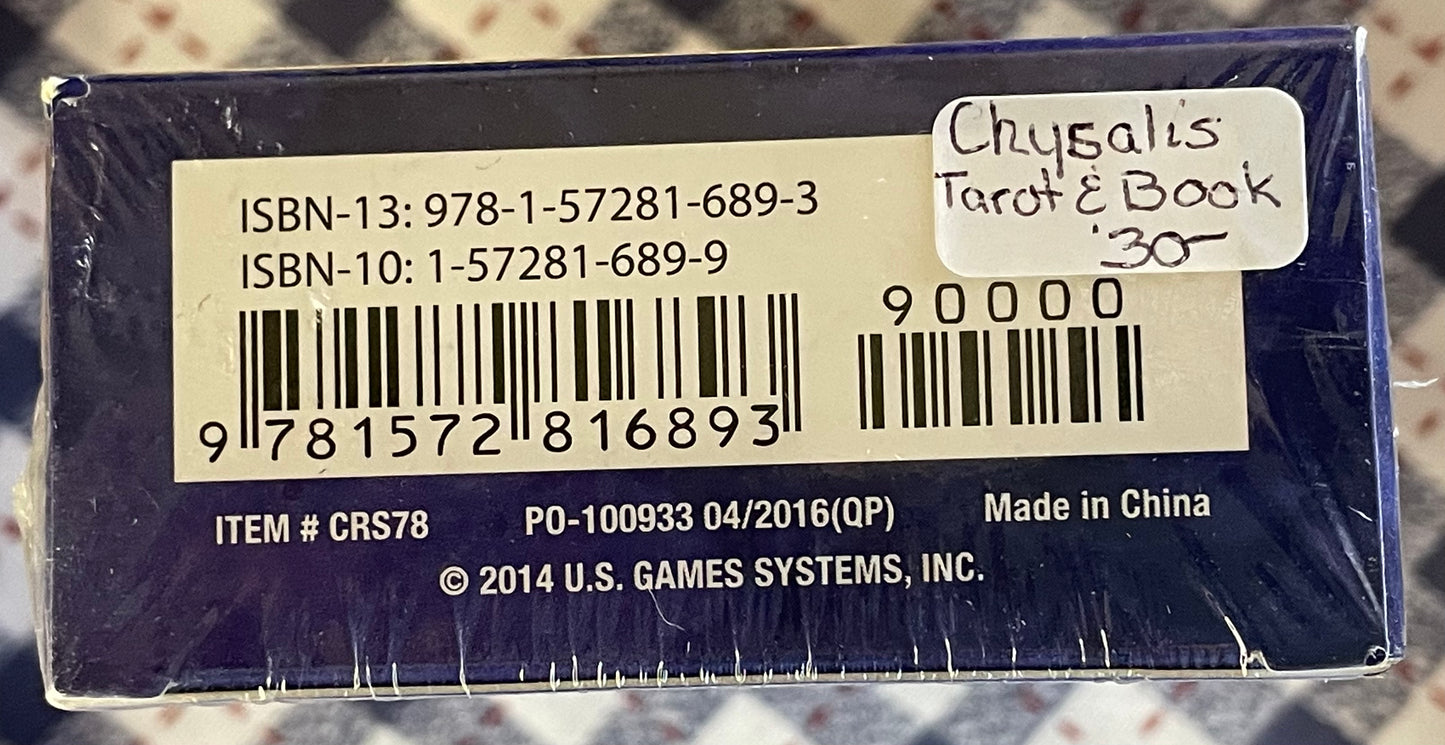 Chysalis
Tarot & Book
'30-
ISBN-13: 978-1-57281-689-3
ISBN-10: 1-57281-689-9
90000
9 781572 816893
ITEM # CRS78 PO-100933 04/2016(QP) Made in China
© 2014 U.S. GAMES SYSTEMS, INC.